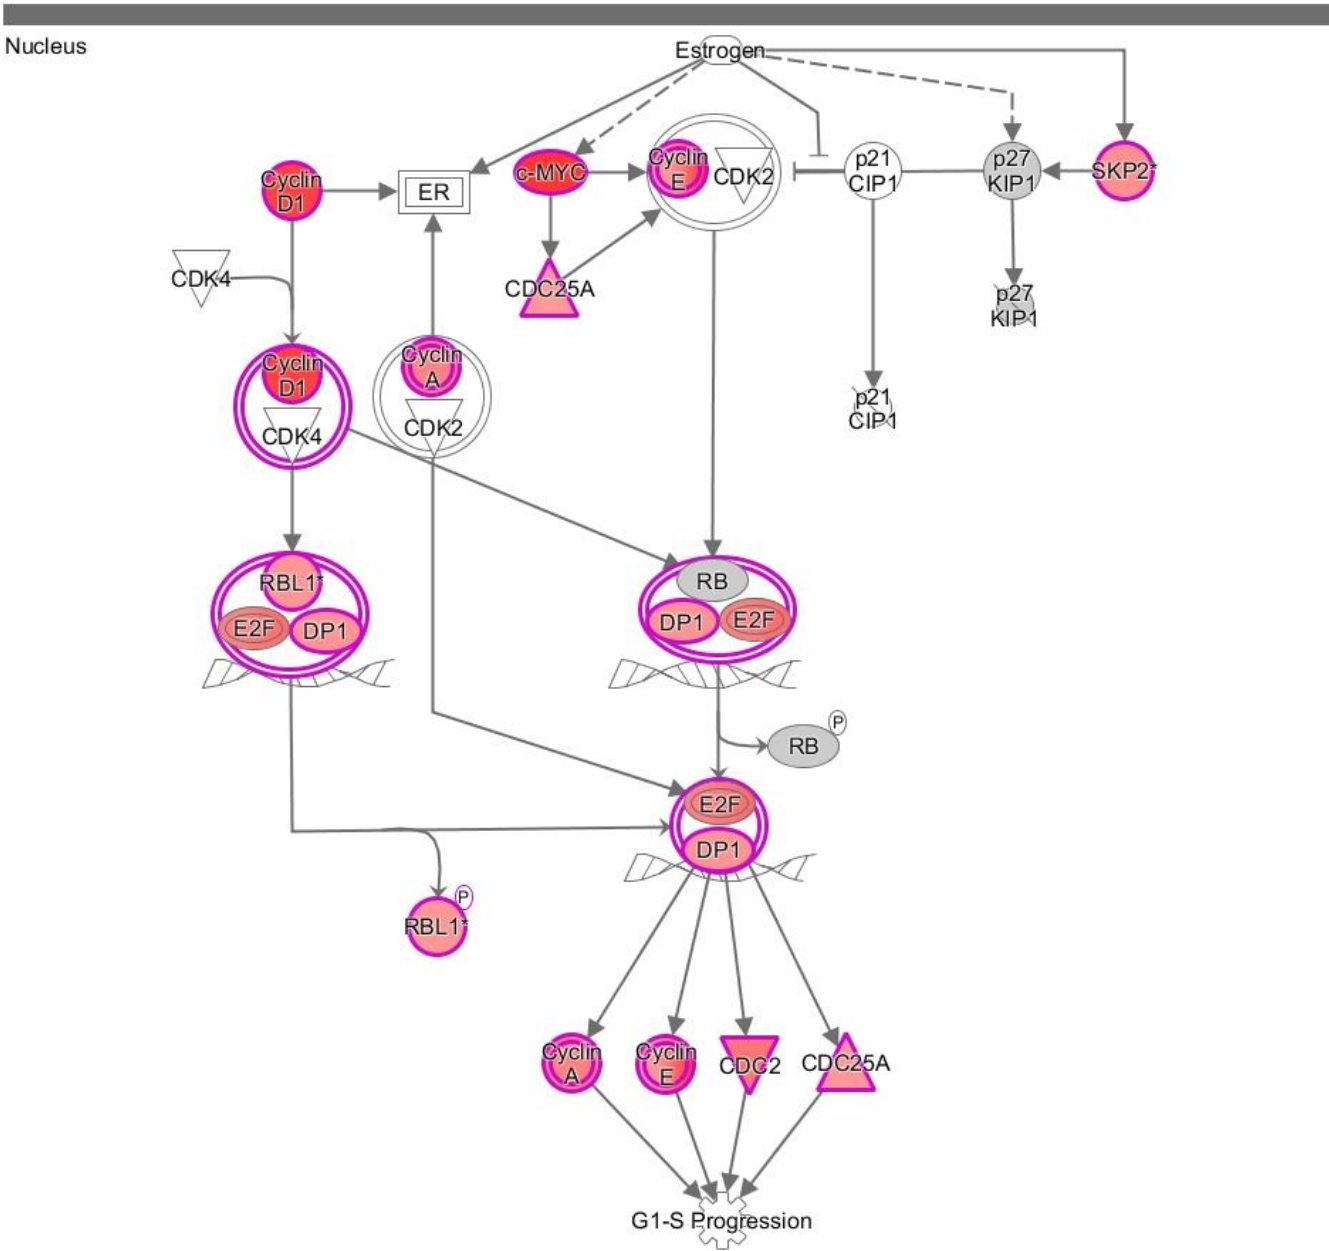 Nucleus
Estrogen
Cyclin
D1
ER
c-MYC
Cyclin
E
CDK2
p21
CIP1
p27
KIP1
SKP2*
CDK4
CDC25A
p27
KIP1
Cyclin
D1
CDK4
Cyclin
A
CDK2
p21
CIP1
RBL1*
E2F
DP1
RB
DP1
E2F
RB
P
E2F
DP1
P
RBL1*
Cyclin
A
Cyclin
E
CDC2
CDC25A
G1-S Progression